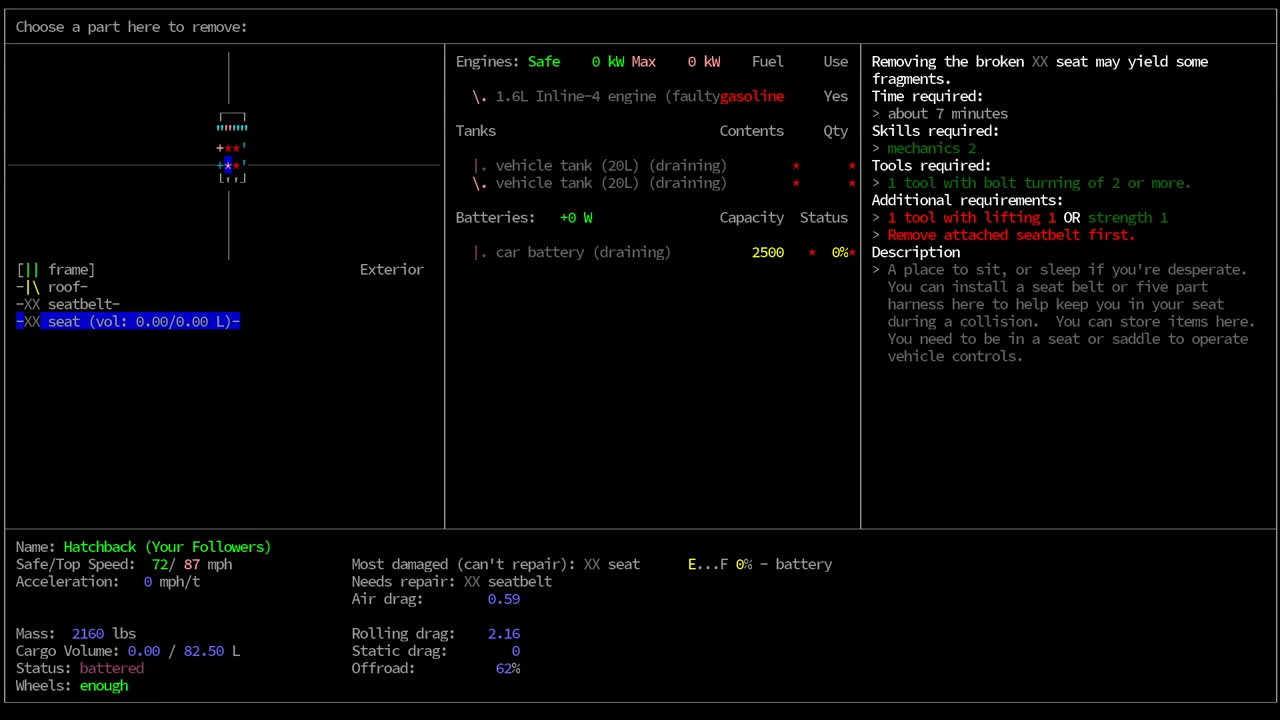 Choose a part here to remove:
[|| frame] Exterior
-|\ roof-
-XX seatbelt-
-XX seat (vol: 0.00/0.00 L)-
Engines: Safe 0 kW Max 0 kW Fuel Use
\. 1.6L Inline-4 engine (faultygasoline Yes
Tanks Contents Qty
|. vehicle tank (20L) (draining) * *
\. vehicle tank (20L) (draining) * *
Batteries: +0 W Capacity Status
|. car battery (draining) 2500 * 0%*
Removing the broken XX seat may yield some
fragments.
Time required:
> about 7 minutes
Skills required:
> mechanics 2
Tools required:
> 1 tool with bolt turning of 2 or more.
Additional requirements:
> 1 tool with lifting 1 OR strength 1
> Remove attached seatbelt first.
Description
> A place to sit, or sleep if you're desperate.
You can install a seat belt or five part
harness here to help keep you in your seat
during a collision. You can store items here.
You need to be in a seat or saddle to operate
vehicle controls.
Name: Hatchback (Your Followers)
Safe/Top Speed: 72/ 87 mph
Acceleration: 0 mph/t
Mass: 2160 lbs
Cargo Volume: 0.00 / 82.50 L
Status: battered
Wheels: enough
Most damaged (can't repair): XX seat
Needs repair: XX seatbelt
Air drag: 0.59
Rolling drag: 2.16
Static drag: 0
Offroad: 62%
E...F 0% - battery